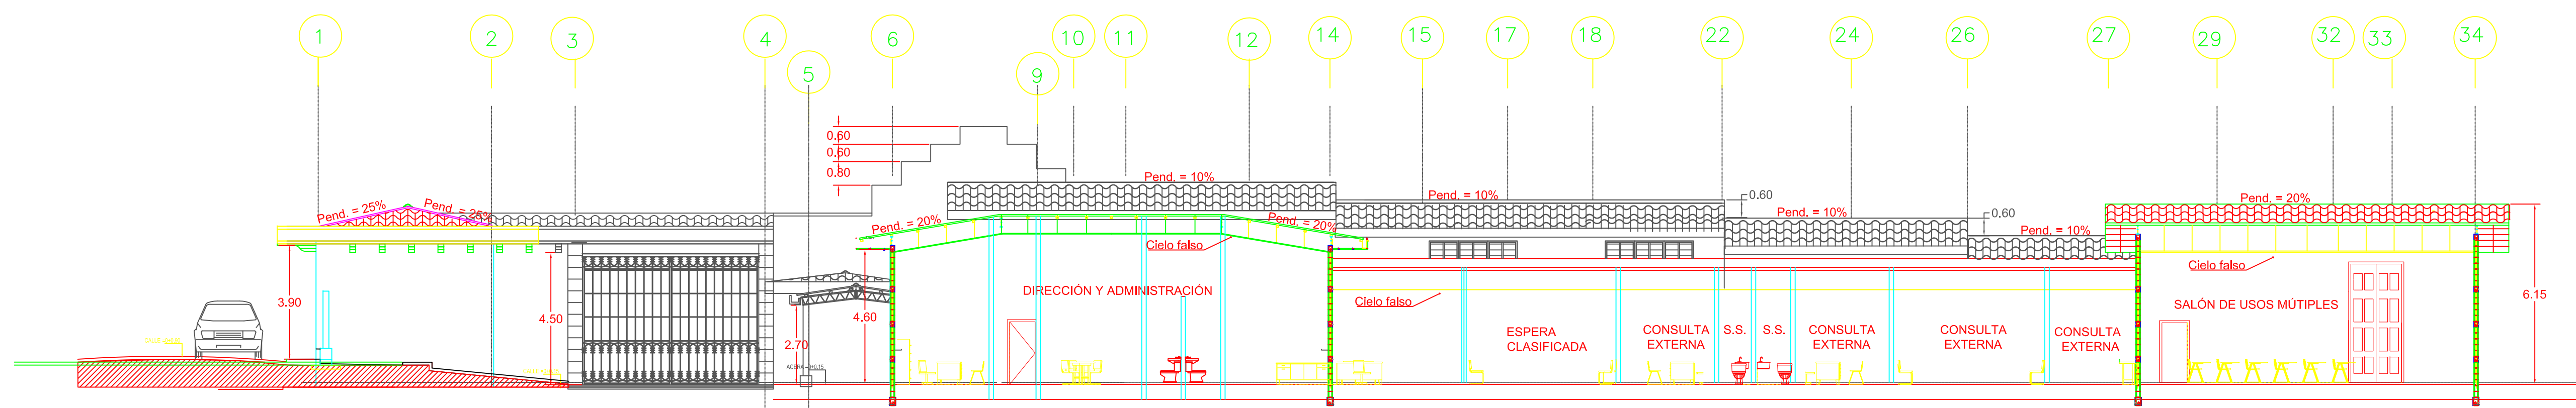 1 2 3 4 5 6 9 10 11 12 14 15 17 18 22 24 26 27 29 32 33 34
0.60
0.60
0.80
Pend. = 10%
Pend. = 10%
0.60
Pend. = 10%
0.60
Pend. = 10%
Pend. = 20%
Pend. = 25%
Pend. = 25%
Pend. = 20%
Pend. = 20%
Cielo falso
Cielo falso
Cielo falso
3.90
4.50
2.70
4.60
6.15
DIRECCIÓN Y ADMINISTRACIÓN
SALÓN DE USOS MÚTIPLES
ESPERA
CLASIFICADA
CONSULTA
EXTERNA
S.S.
S.S.
CONSULTA
EXTERNA
CONSULTA
EXTERNA
CONSULTA
EXTERNA